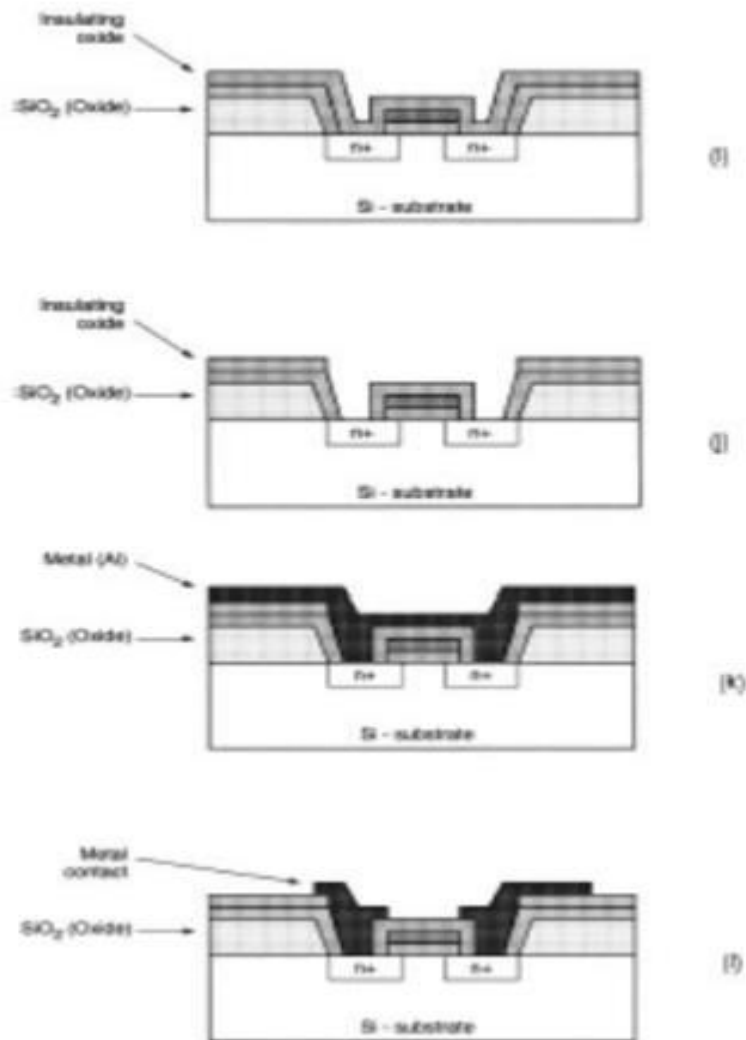 Insulating
oxide
:SiO₂ (Oxide)
n+
n+
Si - substrate
(i)
Insulating
oxide
:SiO₂ (Oxide)
n+
n+
Si - substrate
(j)
Metal (Al)
SiO₂ (Oxide)
n+
n+
Si - substrate
(k)
Metal
contact
SiO₂ (Oxide)
n+
n+
Si - substrate
(l)